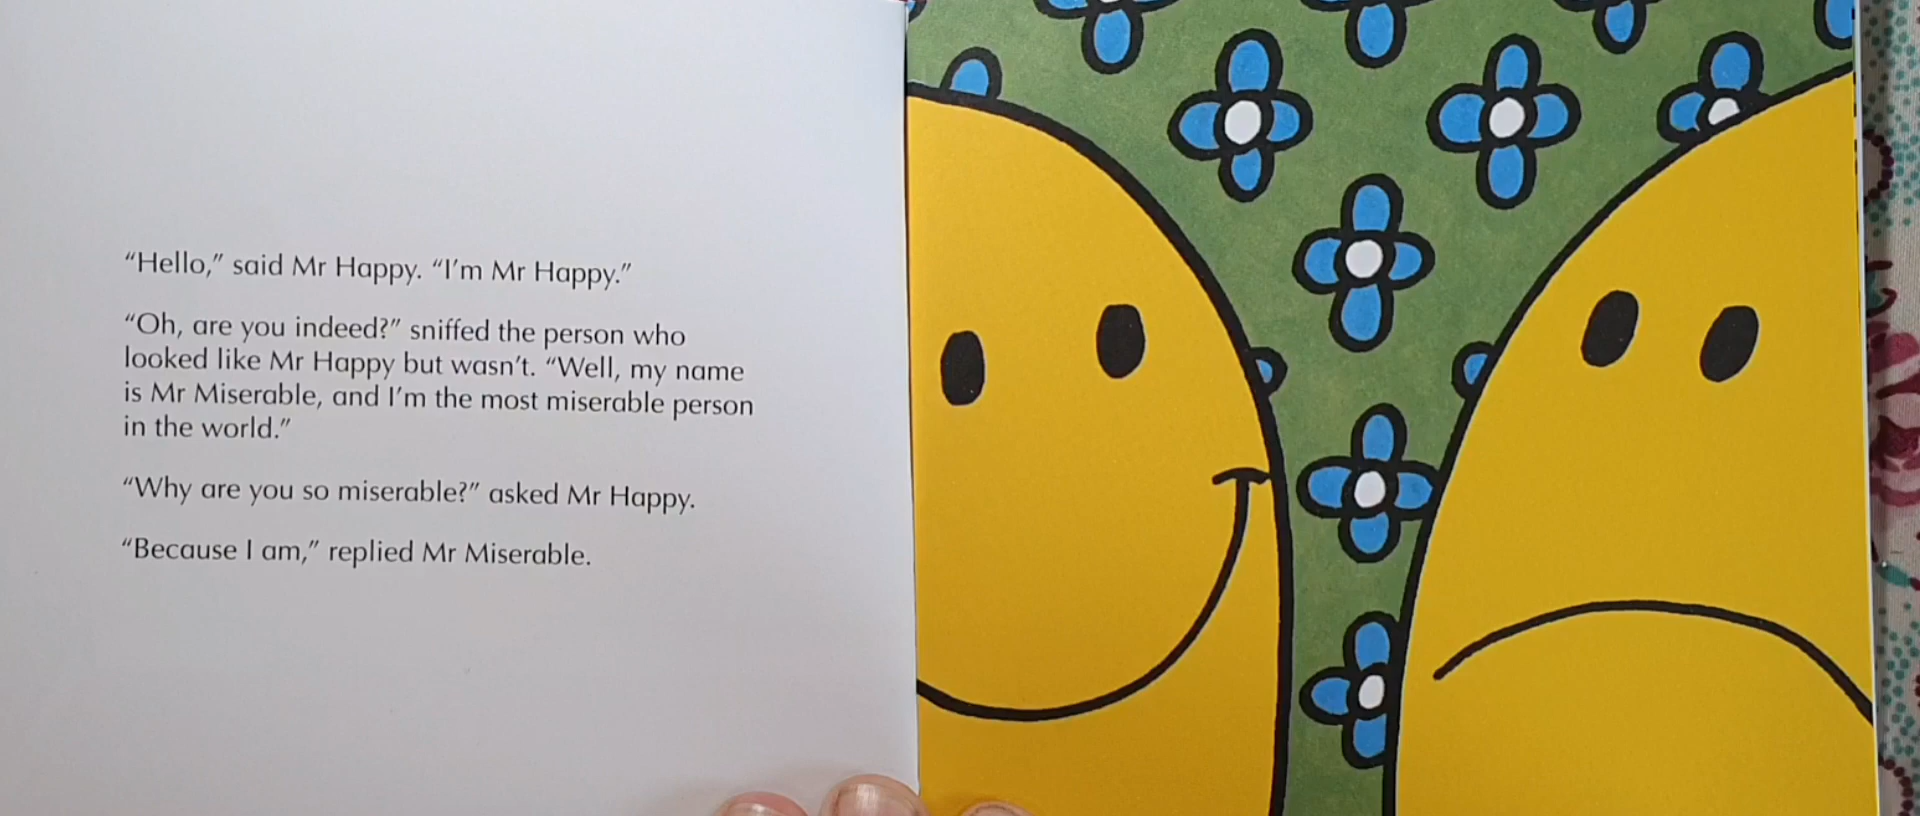 “Hello,” said Mr Happy. “I’m Mr Happy.”
“Oh, are you indeed?” sniffed the person who
looked like Mr Happy but wasn’t. “Well, my name
is Mr Miserable, and I’m the most miserable person
in the world.”
“Why are you so miserable?” asked Mr Happy.
“Because I am,” replied Mr Miserable.